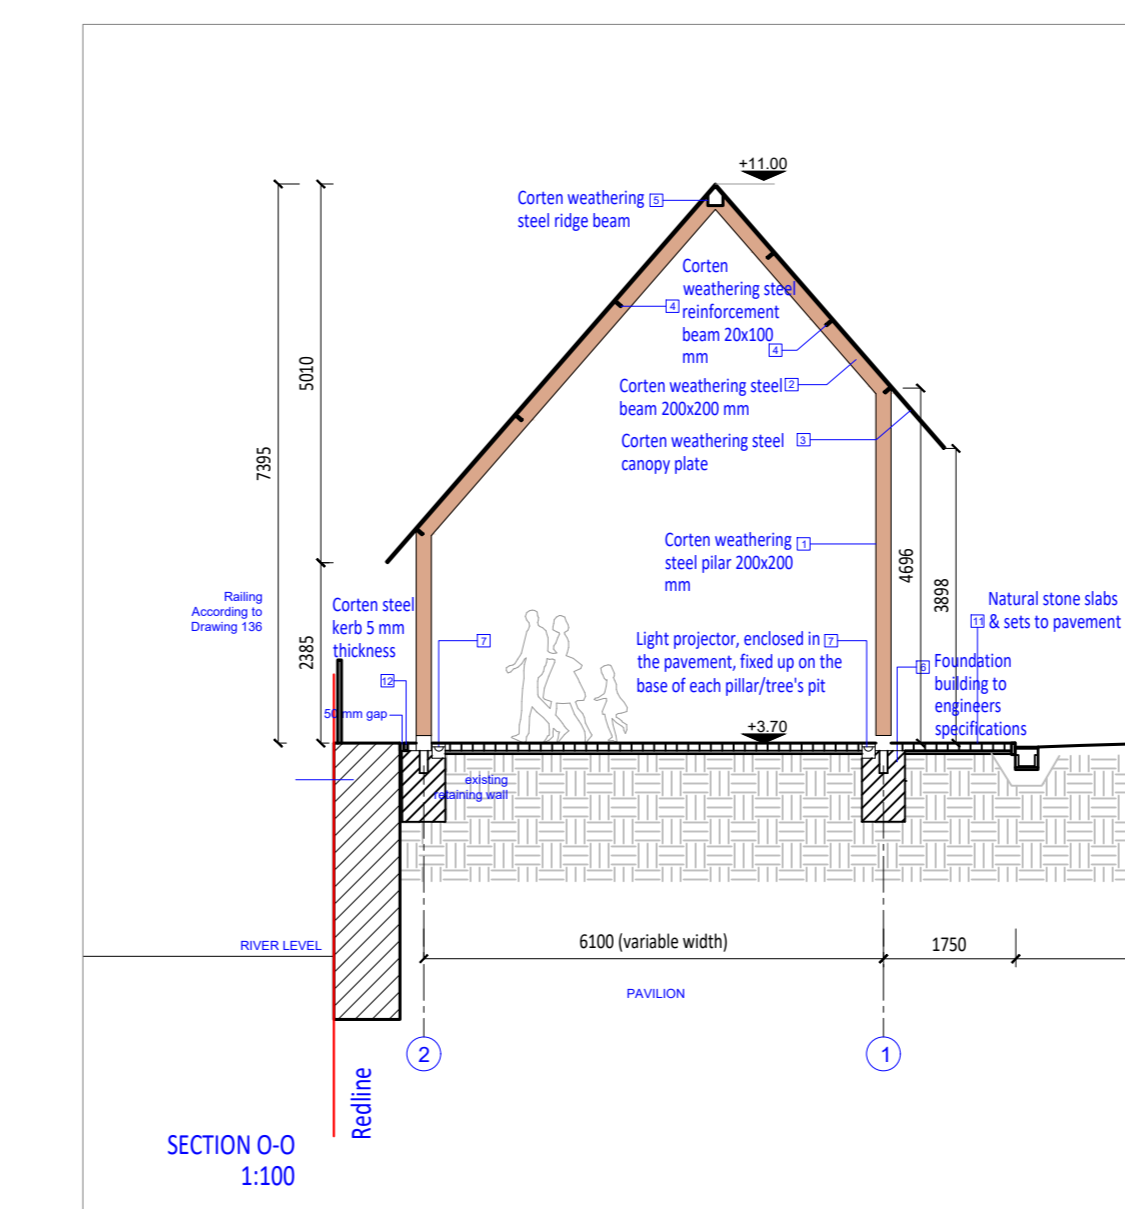 +11.00
Corten weathering 5
steel ridge beam
Corten
weathering steel
4 reinforcement
beam 20x100
mm 4
Corten weathering steel 2
beam 200x200 mm
Corten weathering steel 3
canopy plate
5010
7395
2385
Corten weathering 1
steel pilar 200x200
mm
4696
3898
Railing
According to
Drawing 136
Corten steel
kerb 5 mm
thickness
12
50 mm gap
7
Light projector, enclosed in 7
the pavement, fixed up on the
base of each pillar/tree's pit
Natural stone slabs
11 & sets to pavement
6 Foundation
building to
engineers
specifications
+3.70
existing
retaining wall
RIVER LEVEL
6100 (variable width)
1750
PAVILION
2
1
Redline
SECTION O-O
1:100